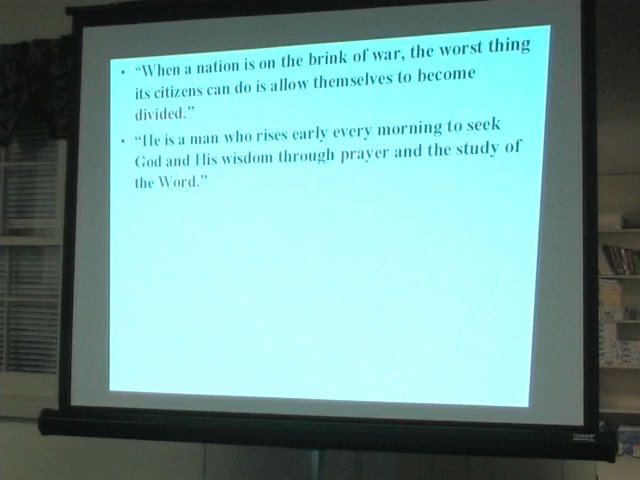 • “When a nation is on the brink of war, the worst thing
its citizens can do is allow themselves to become
divided.”
• “He is a man who rises early every morning to seek
God and His wisdom through prayer and the study of
the Word.”